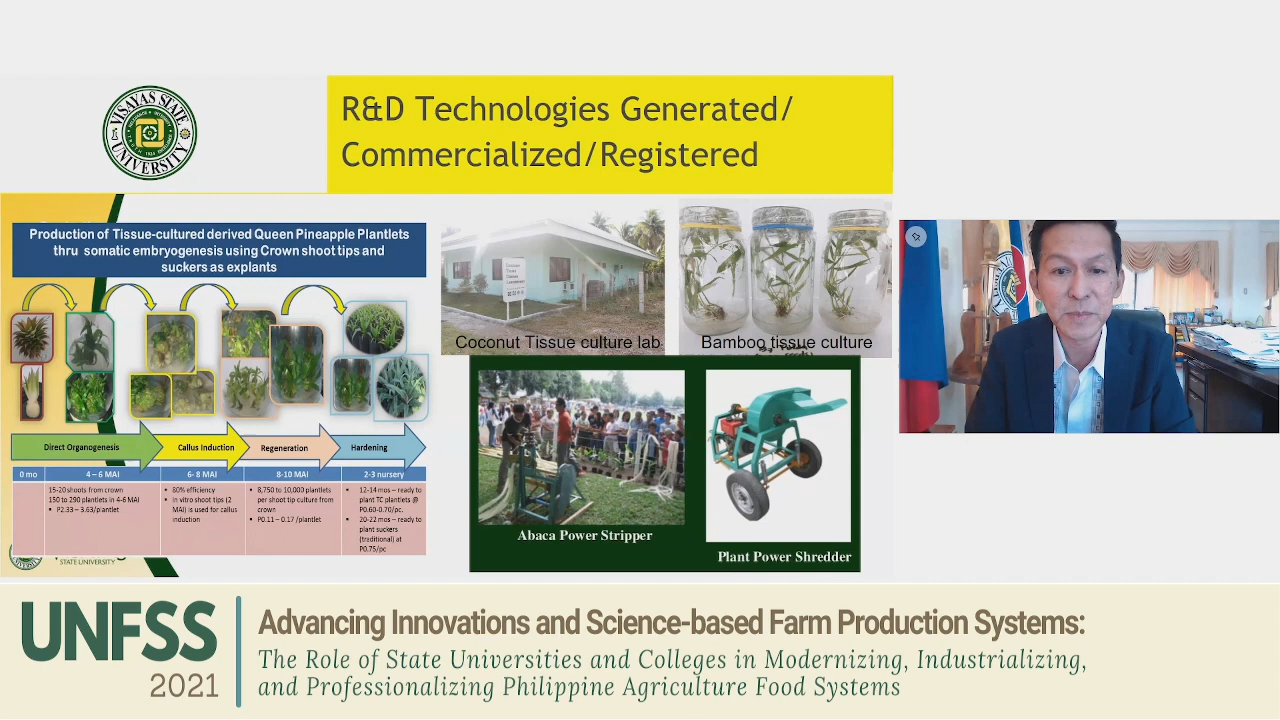 VISAYAS STATE
UNIVERSITY
R&D Technologies Generated/
Commercialized/Registered
Production of Tissue-cultured derived Queen Pineapple Plantlets
thru somatic embryogenesis using Crown shoot tips and
suckers as explants
Direct Organogenesis
Callus Induction
Regeneration
Hardening
0 mo
4 – 6 MAI
6- 8 MAI
8-10 MAI
2-3 nursery
15-20 shoots from crown
150 to 290 plantlets in 4-6 MAI
• P2.33 – 3.63/plantlet
• 80% efficiency
• In vitro shoot tips (2
MAI) is used for callus
induction
• 8,750 to 10,000 plantlets
per shoot tip culture from
crown
• P0.11 – 0.17 /plantlet
• 12-14 mos – ready to
plant TC plantlets @
P0.60-0.70/pc.
• 20-22 mos – ready to
plant suckers
(traditional) at
P0.75/pc
STATE UNIVERSITY
Coconut Tissue culture lab
Bamboo tissue culture
Abaca Power Stripper
Plant Power Shredder
UNFSS
2021
Advancing Innovations and Science-based Farm Production Systems:
The Role of State Universities and Colleges in Modernizing, Industrializing,
and Professionalizing Philippine Agriculture Food Systems